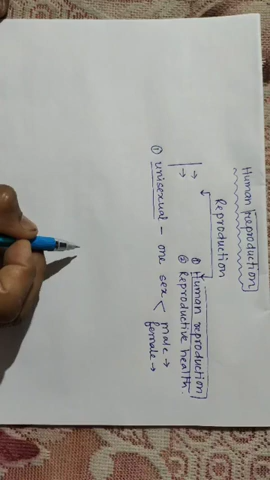 Human reproduction
Reproduction
① Human reproduction
② Reproductive health.
① Unisexual - one sex < male →
female →